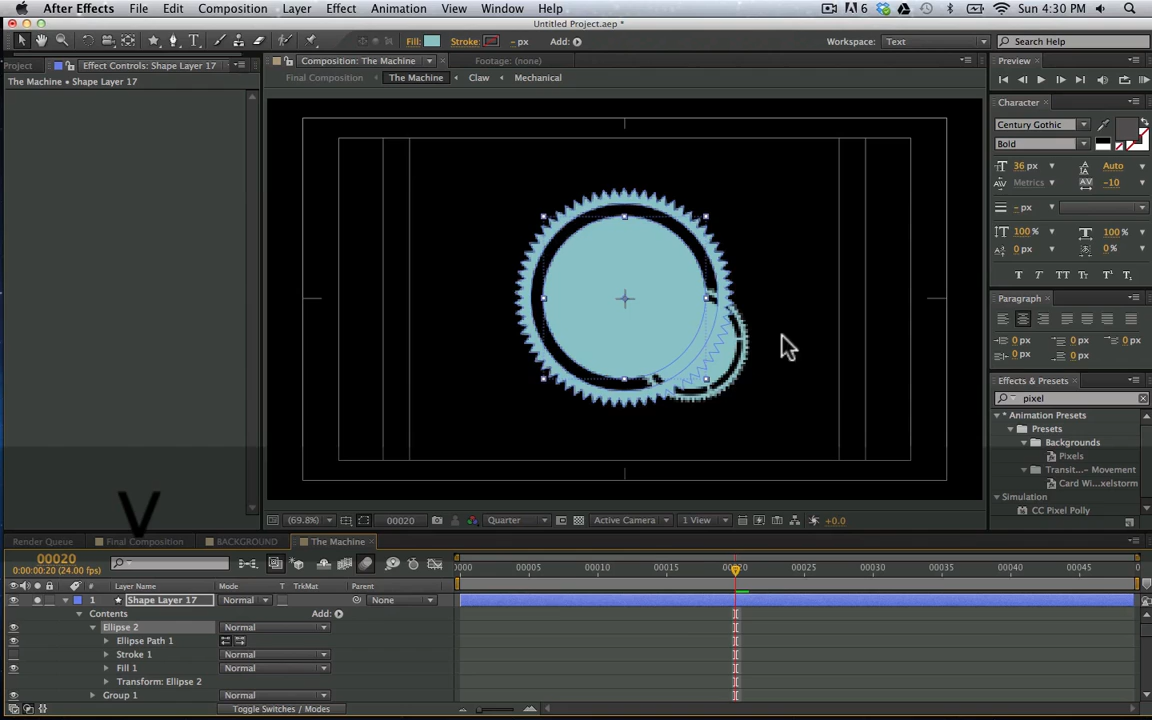 After Effects File Edit Composition Layer Effect Animation View Window Help 6 Sun 4:30 PM
Untitled Project.aep *
Fill: Stroke: - px Add: Workspace: Text Search Help
Project Effect Controls: Shape Layer 17 Composition: The Machine Footage: (none) Preview
The Machine • Shape Layer 17 Final Composition The Machine Claw Mechanical
Character
Century Gothic
Bold
36 px Auto
Metrics -10
- px
100% 100%
0 px 0%
T T TT Tt T' T,
Paragraph
0 px 0 px 0 px
0 px 0 px
Effects & Presets
pixel
* Animation Presets
Presets
Backgrounds
Pixels
Transit... - Movement
Card Wi...xelstorm
Simulation
CC Pixel Polly
V
(69.8%) 00020 Quarter Active Camera 1 View +0.0
Render Queue Final Composition BACKGROUND The Machine
00020
0:00:00:20 (24.00 fps)
0000 00005 00010 00015 00020 00025 00030 00035 00040 00045 0
# Layer Name Mode T TrkMat Parent
1 Shape Layer 17 Normal None
Contents Add:
Ellipse 2 Normal
Ellipse Path 1
Stroke 1 Normal
Fill 1 Normal
Transform: Ellipse 2
Group 1 Normal
Toggle Switches / Modes